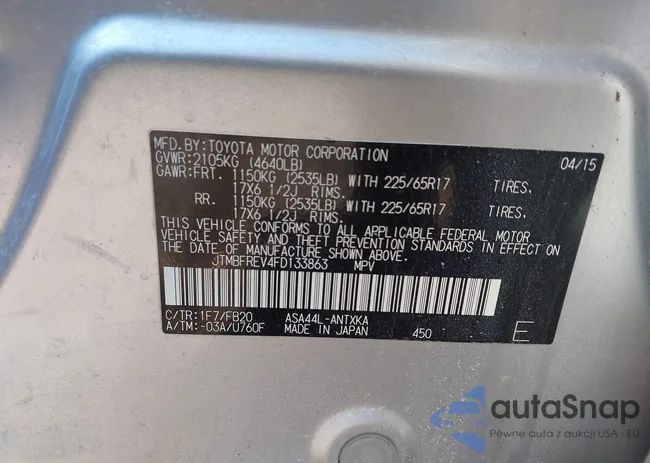 MFD.BY:TOYOTA MOTOR CORPORATION 04/15
GVWR:2105KG (4640LB)
GAWR:FRT. 1150KG (2535LB) WITH 225/65R17 TIRES.
17X6 1/2J RIMS.
RR. 1150KG (2535LB) WITH 225/65R17 TIRES.
17X6 1/2J RIMS.
THIS VEHICLE CONFORMS TO ALL APPLICABLE FEDERAL MOTOR
VEHICLE SAFETY AND THEFT PREVENTION STANDARDS IN EFFECT ON
THE DATE OF MANUFACTURE SHOWN ABOVE.
JTMBFREV4FD133863 MPV
C/TR:1F7/FB20 ASA44L-ANTXKA
A/TM:-03A/U760F MADE IN JAPAN 450 E
autaSnap
Pewne auta z aukcji USA i EU